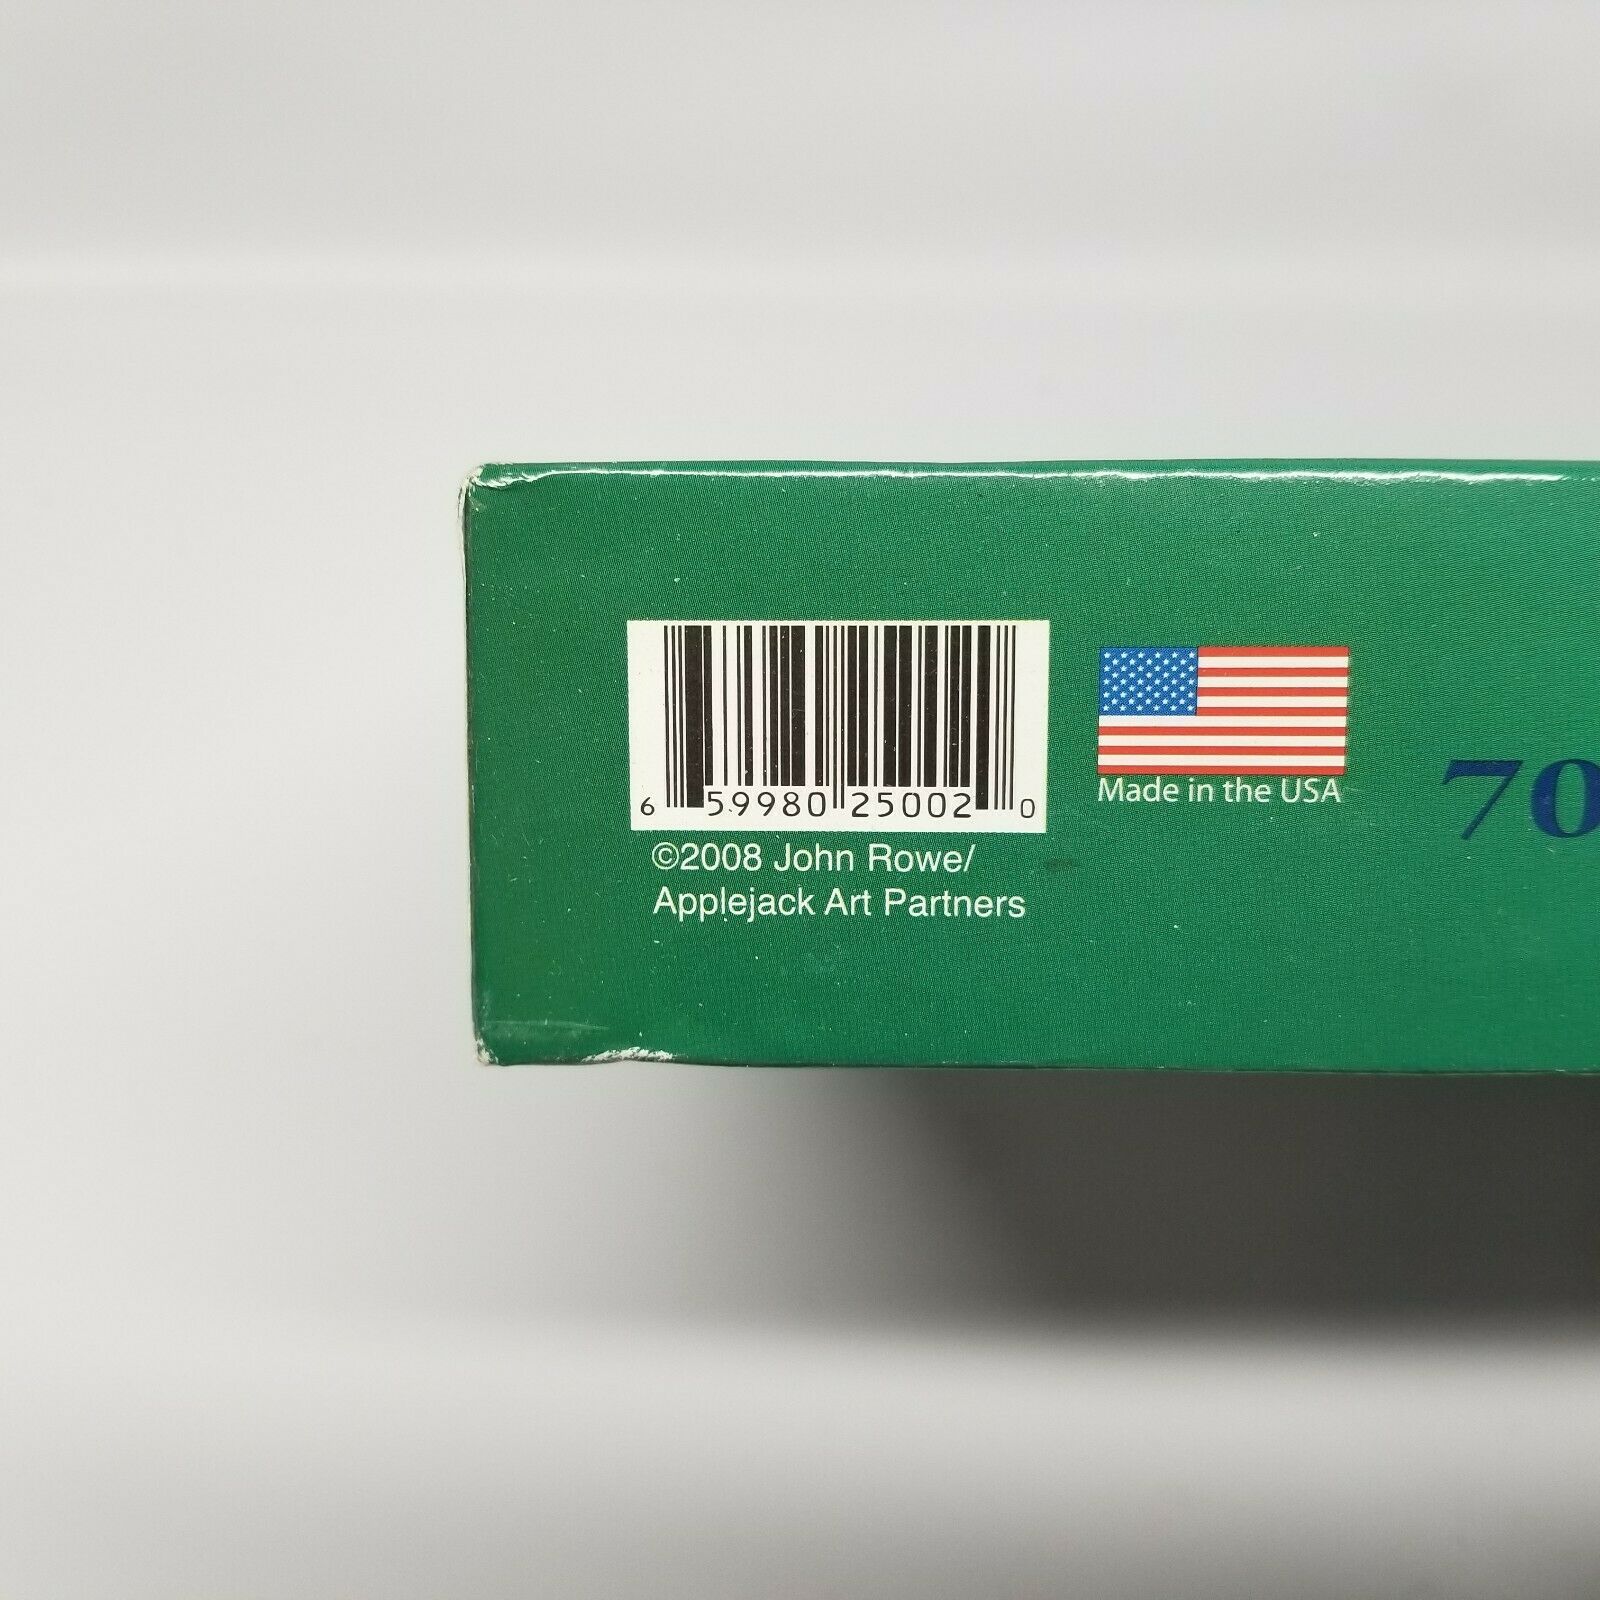 6 59980 25002 0
Made in the USA
70
©2008 John Rowe/
Applejack Art Partners